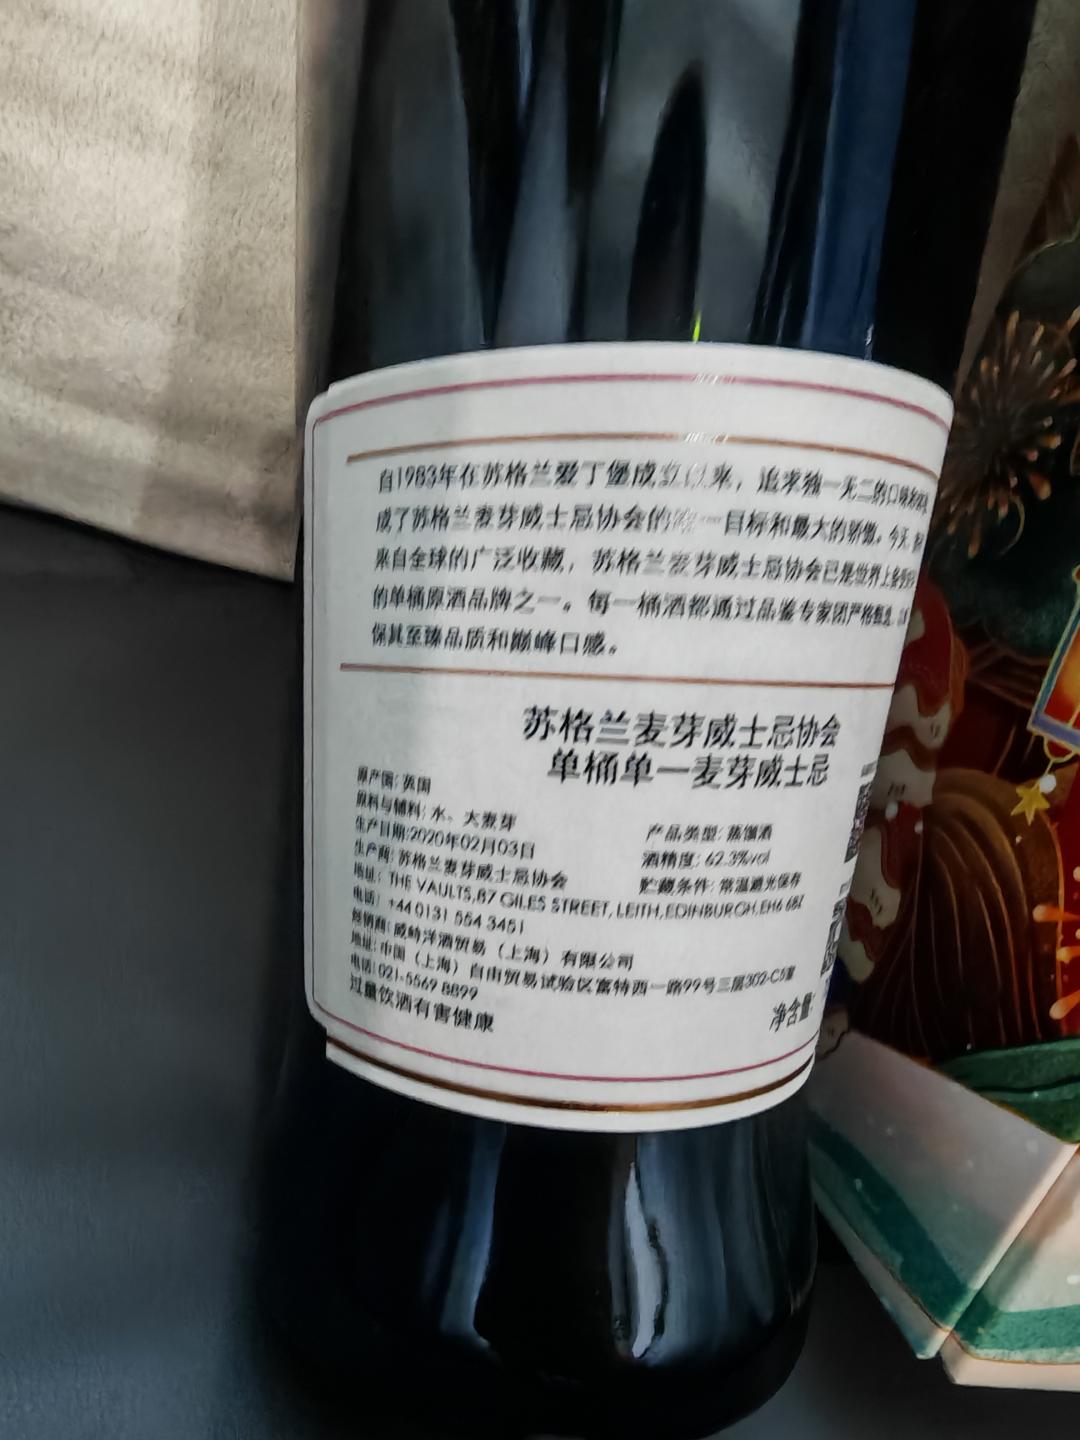 自1983年在苏格兰爱丁堡成立以来，追求独一无二的口味
成了苏格兰麦芽威士忌协会的唯一目标和最大的骄傲。今天，
来自全球的广泛收藏，苏格兰麦芽威士忌协会已是世界上
的单桶原酒品牌之一。每一桶酒都通过品鉴专家团严格甄选，
保其至臻品质和巅峰口感。
苏格兰麦芽威士忌协会
单桶单一麦芽威士忌
原产国: 英国
原料与辅料: 水、大麦芽
生产日期:2020年02月03日
生产商: 苏格兰麦芽威士忌协会
产品类型: 蒸馏酒
酒精度: 62.3%vol
贮藏条件: 常温避光保存
地址: THE VAULTS,87 GILES STREET, LEITH,EDINBURGH,EH6 6BZ
电话: +44 0131 554 3451
经销商: 威崎洋酒贸易（上海）有限公司
地址: 中国（上海）自由贸易试验区富特西一路99号三层302-C5室
电话: 021-5569 8899
过量饮酒有害健康
净含量: